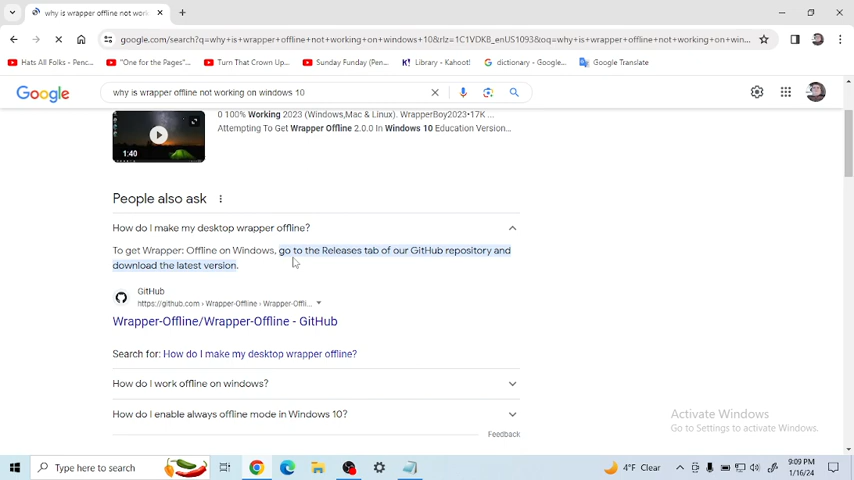 why is wrapper offline not work
google.com/search?q=why+is+wrapper+offline+not+working+on+windows+10&rlz=1C1VDKB_enUS1093&oq=why+is+wrapper+offline+not+working+on+win...
Hats All Folks - Penc...
"One for the Pages"...
Turn That Crown Up...
Sunday Funday (Penc...
Library - Kahoot!
dictionary - Google...
Google Translate
Google
why is wrapper offline not working on windows 10
0 100% Working 2023 (Windows,Mac & Linux). WrapperBoy2023•17K ...
Attempting To Get Wrapper Offline 2.0.0 In Windows 10 Education Version...
1:40
People also ask
How do I make my desktop wrapper offline?
To get Wrapper: Offline on Windows, go to the Releases tab of our GitHub repository and
download the latest version.
GitHub
https://github.com › Wrapper-Offline › Wrapper-Offli...
Wrapper-Offline/Wrapper-Offline - GitHub
Search for: How do I make my desktop wrapper offline?
How do I work offline on windows?
How do I enable always offline mode in Windows 10?
Feedback
Activate Windows
Go to Settings to activate Windows.
Type here to search
4°F Clear
9:09 PM
1/16/24